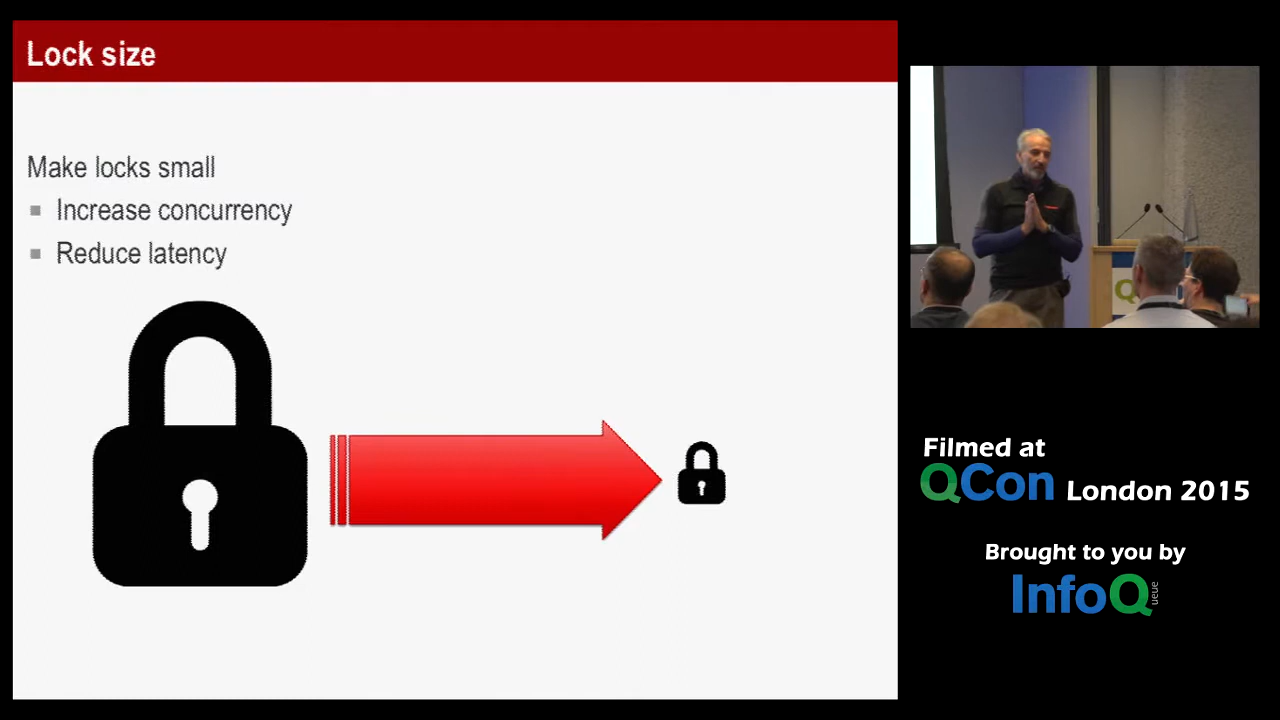 Lock size
Make locks small
Increase concurrency
Reduce latency
Filmed at
QCon London 2015
Brought to you by
InfoQ
ueue
Q